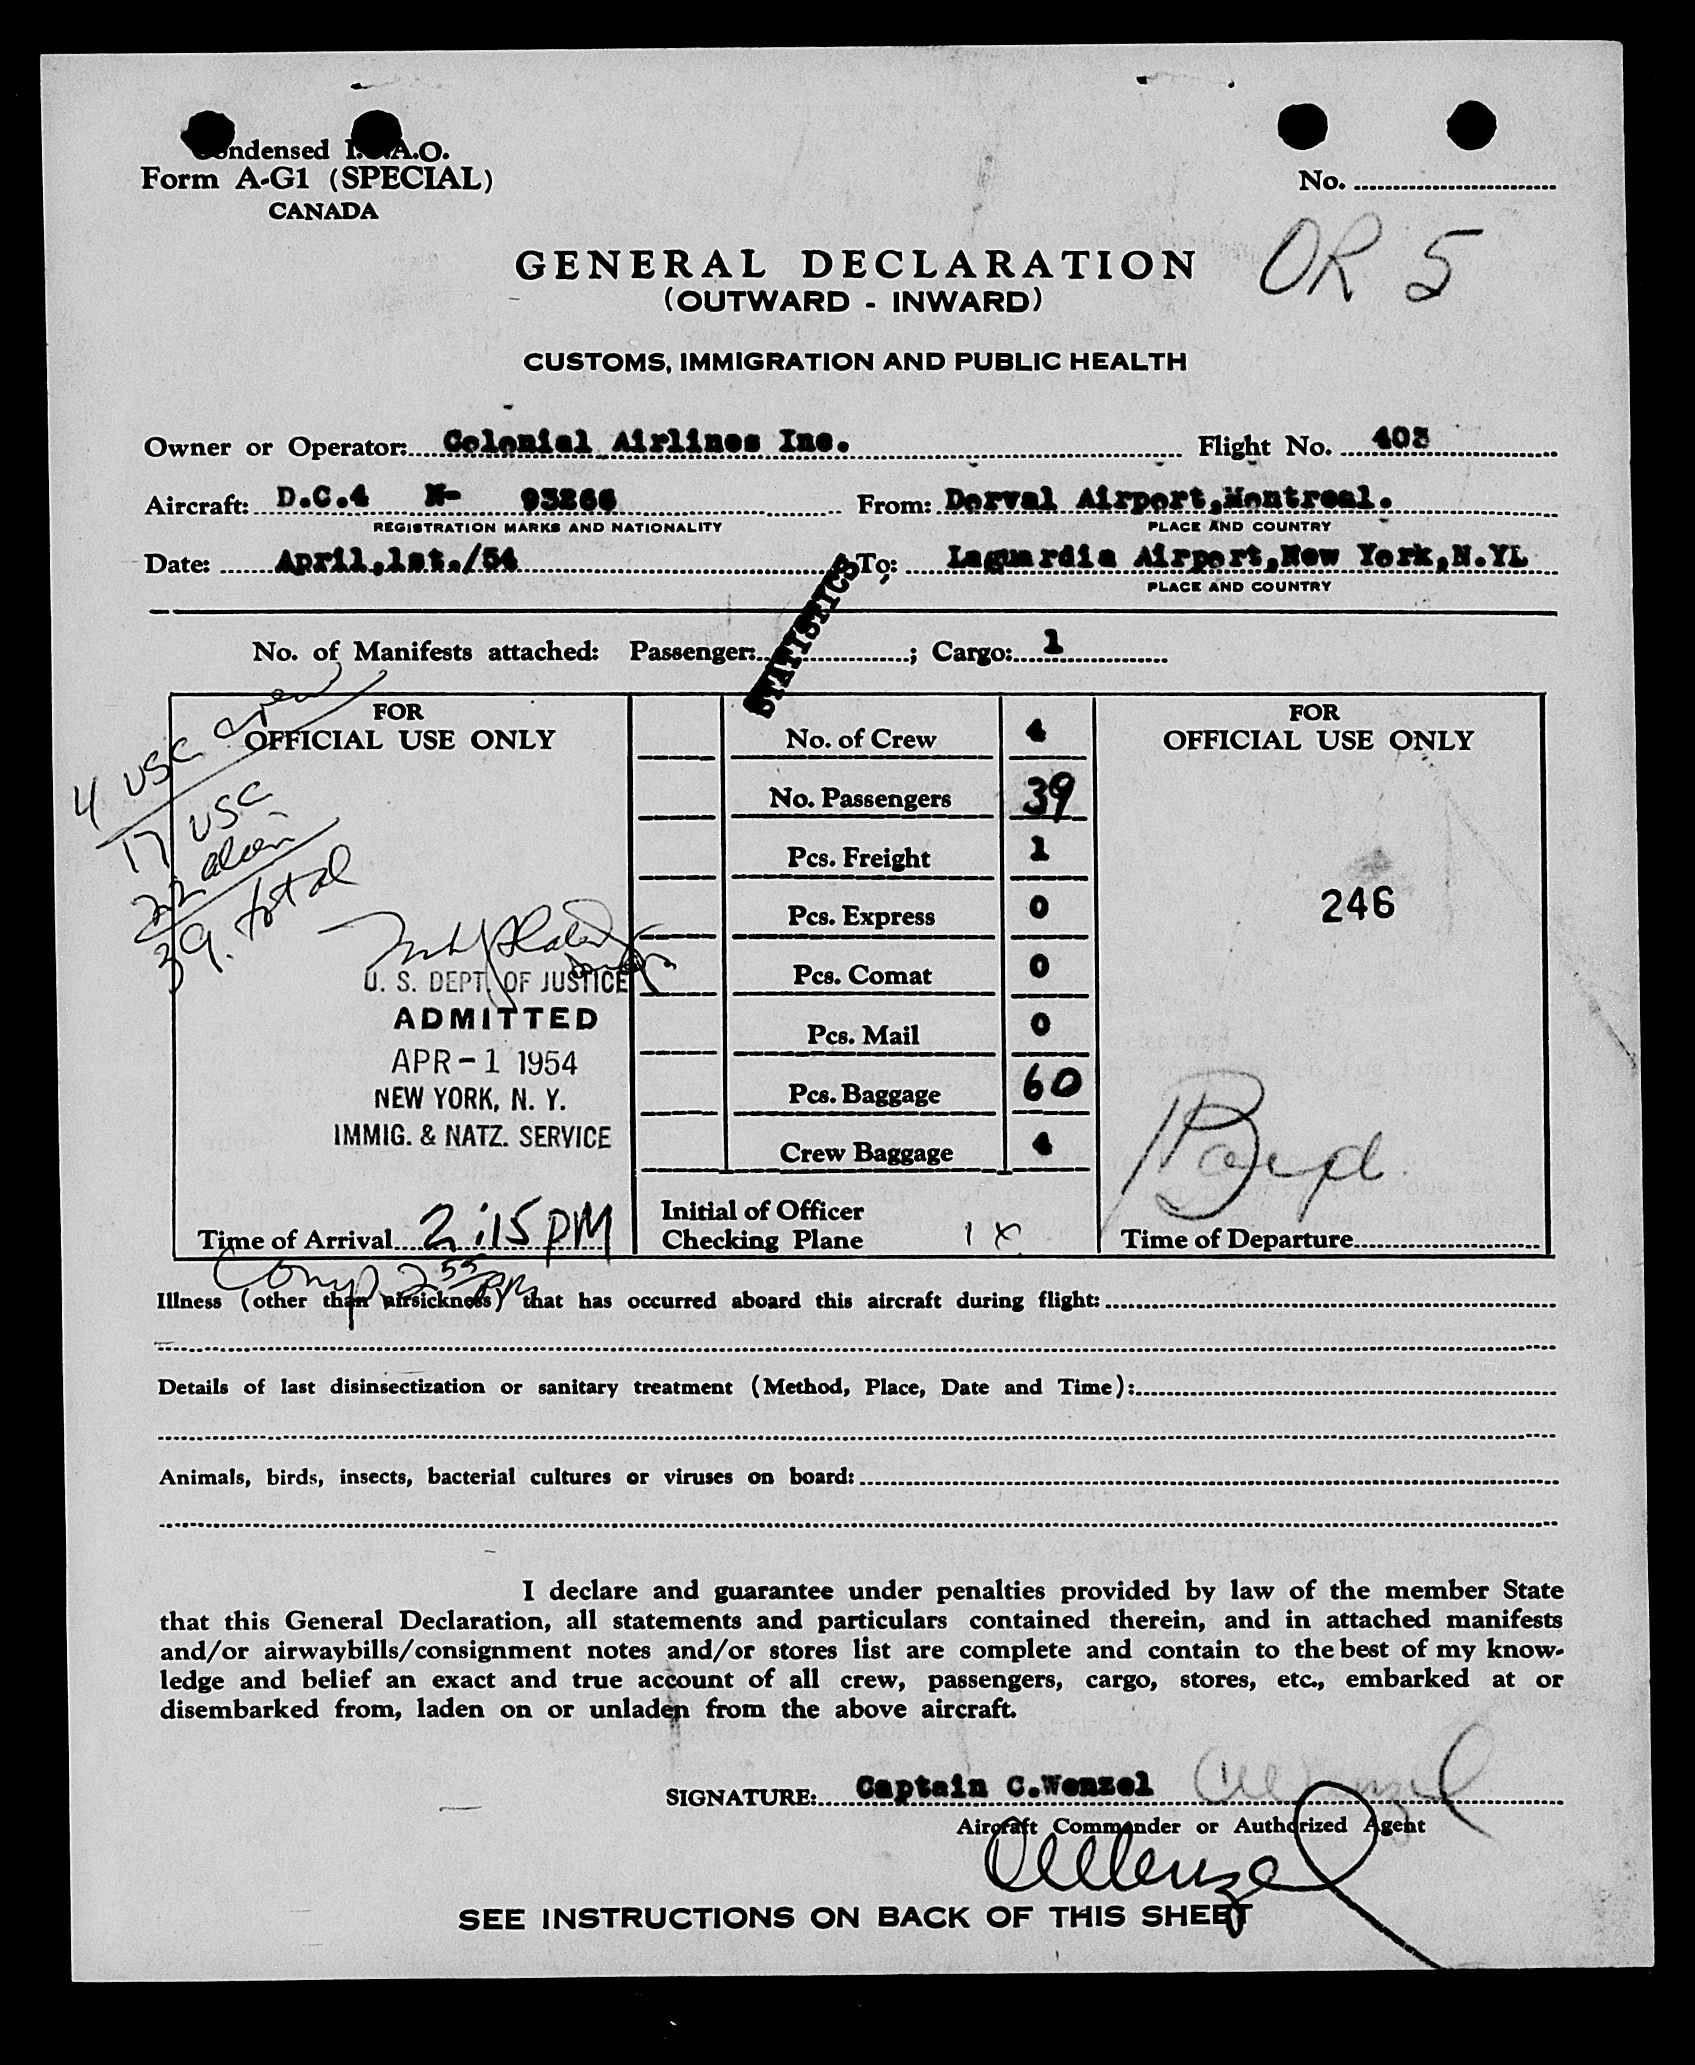 Condensed I.C.A.O.
Form A-G1 (SPECIAL)
CANADA
No.
OR 5
GENERAL DECLARATION
(OUTWARD - INWARD)
CUSTOMS, IMMIGRATION AND PUBLIC HEALTH
Owner or Operator: Colonial Airlines Inc. Flight No. 403
Aircraft: D.C.4 N- 93266 From: Dorval Airport,Montreal.
REGISTRATION MARKS AND NATIONALITY PLACE AND COUNTRY
Date: April,1st./54 To: Laguardia Airport,New York,N.YL
PLACE AND COUNTRY
STATISTICS
No. of Manifests attached: Passenger: ; Cargo: 1
FOR
OFFICIAL USE ONLY
4 USC crew
17 USC
22 alien
39. total
U. S. DEPT. OF JUSTICE
ADMITTED
APR - 1 1954
NEW YORK, N. Y.
IMMIG. & NATZ. SERVICE
Time of Arrival 2:15 PM
Comp 2 55 PM
No. of Crew 4
No. Passengers 39
Pcs. Freight 1
Pcs. Express 0
Pcs. Comat 0
Pcs. Mail 0
Pcs. Baggage 60
Crew Baggage 4
Initial of Officer
Checking Plane
FOR
OFFICIAL USE ONLY
246
Boyd
Time of Departure
Illness (other than airsickness) that has occurred aboard this aircraft during flight:
Details of last disinsectization or sanitary treatment (Method, Place, Date and Time):
Animals, birds, insects, bacterial cultures or viruses on board:
I declare and guarantee under penalties provided by law of the member State
that this General Declaration, all statements and particulars contained therein, and in attached manifests
and/or airwaybills/consignment notes and/or stores list are complete and contain to the best of my know-
ledge and belief an exact and true account of all crew, passengers, cargo, stores, etc., embarked at or
disembarked from, laden on or unladen from the above aircraft.
SIGNATURE: Captain C.Wenzel C Wenzel
Aircraft Commander or Authorized Agent
C Wenzel
SEE INSTRUCTIONS ON BACK OF THIS SHEET